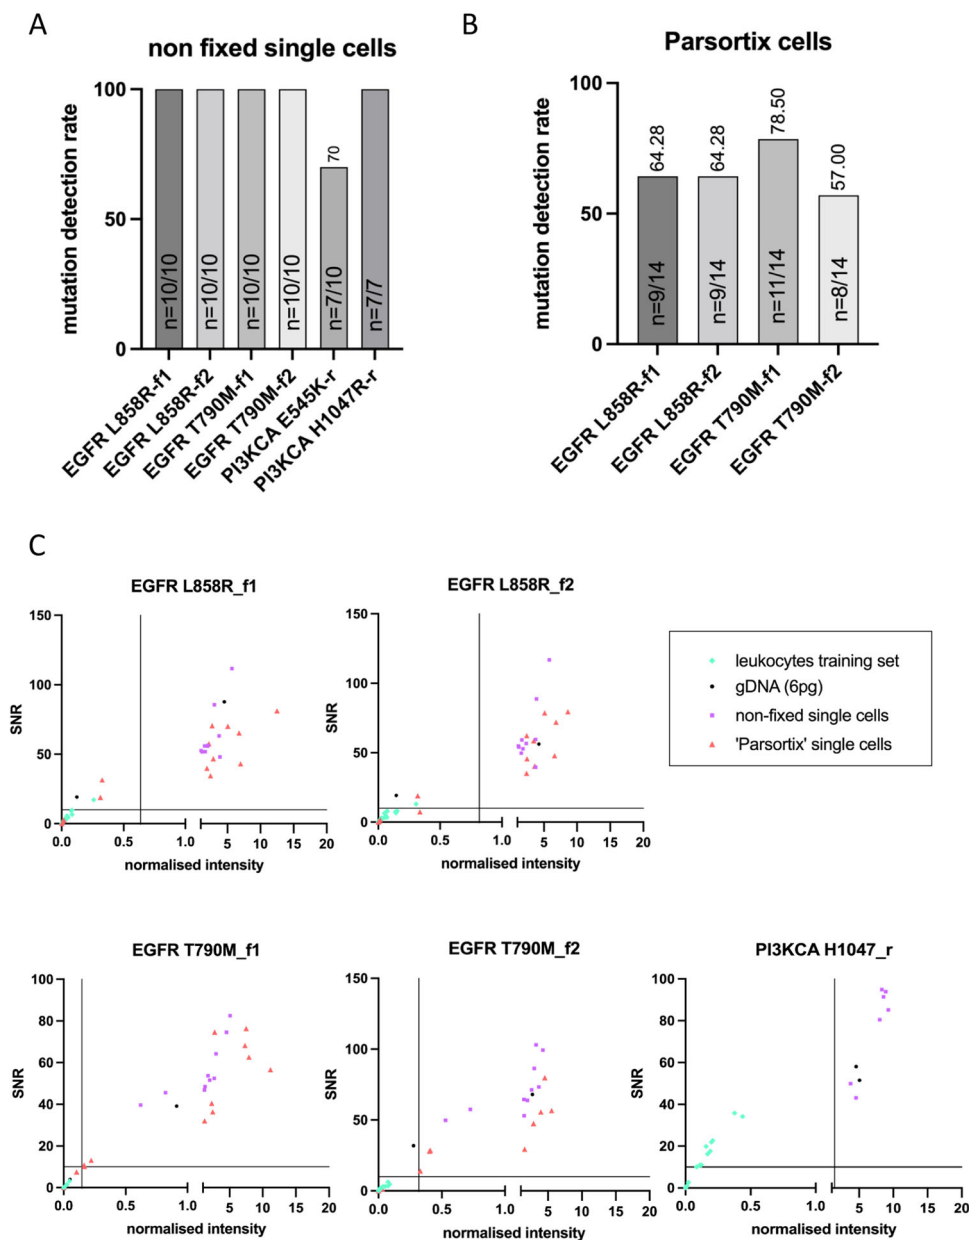 A
non fixed single cells
mutation detection rate
100
50
0
n=10/10
n=10/10
n=10/10
n=10/10
70
n=7/10
n=7/7
EGFR L858R-f1
EGFR L858R-f2
EGFR T790M-f1
EGFR T790M-f2
PI3KCA E545K-r
PI3KCA H1047R-r
B
Parsortix cells
mutation detection rate
100
50
0
64.28
64.28
78.50
57.00
n=9/14
n=9/14
n=11/14
n=8/14
EGFR L858R-f1
EGFR L858R-f2
EGFR T790M-f1
EGFR T790M-f2
C
EGFR L858R_f1
SNR
150
100
50
0
0.0 0.5 1.0 5 10 15 20
normalised intensity
EGFR L858R_f2
SNR
150
100
50
0
0.0 0.5 1.0 5 10 15 20
normalised intensity
leukocytes training set
gDNA (6pg)
non-fixed single cells
'Parsortix' single cells
EGFR T790M_f1
SNR
100
80
60
40
20
0
0.0 0.5 1.0 5 10 15 20
normalised intensity
EGFR T790M_f2
SNR
150
100
50
0
0.0 0.5 1.0 5 10 15 20
normalised intensity
PI3KCA H1047_r
SNR
100
80
60
40
20
0
0.0 0.5 1.0 5 10 15 20
normalised intensity